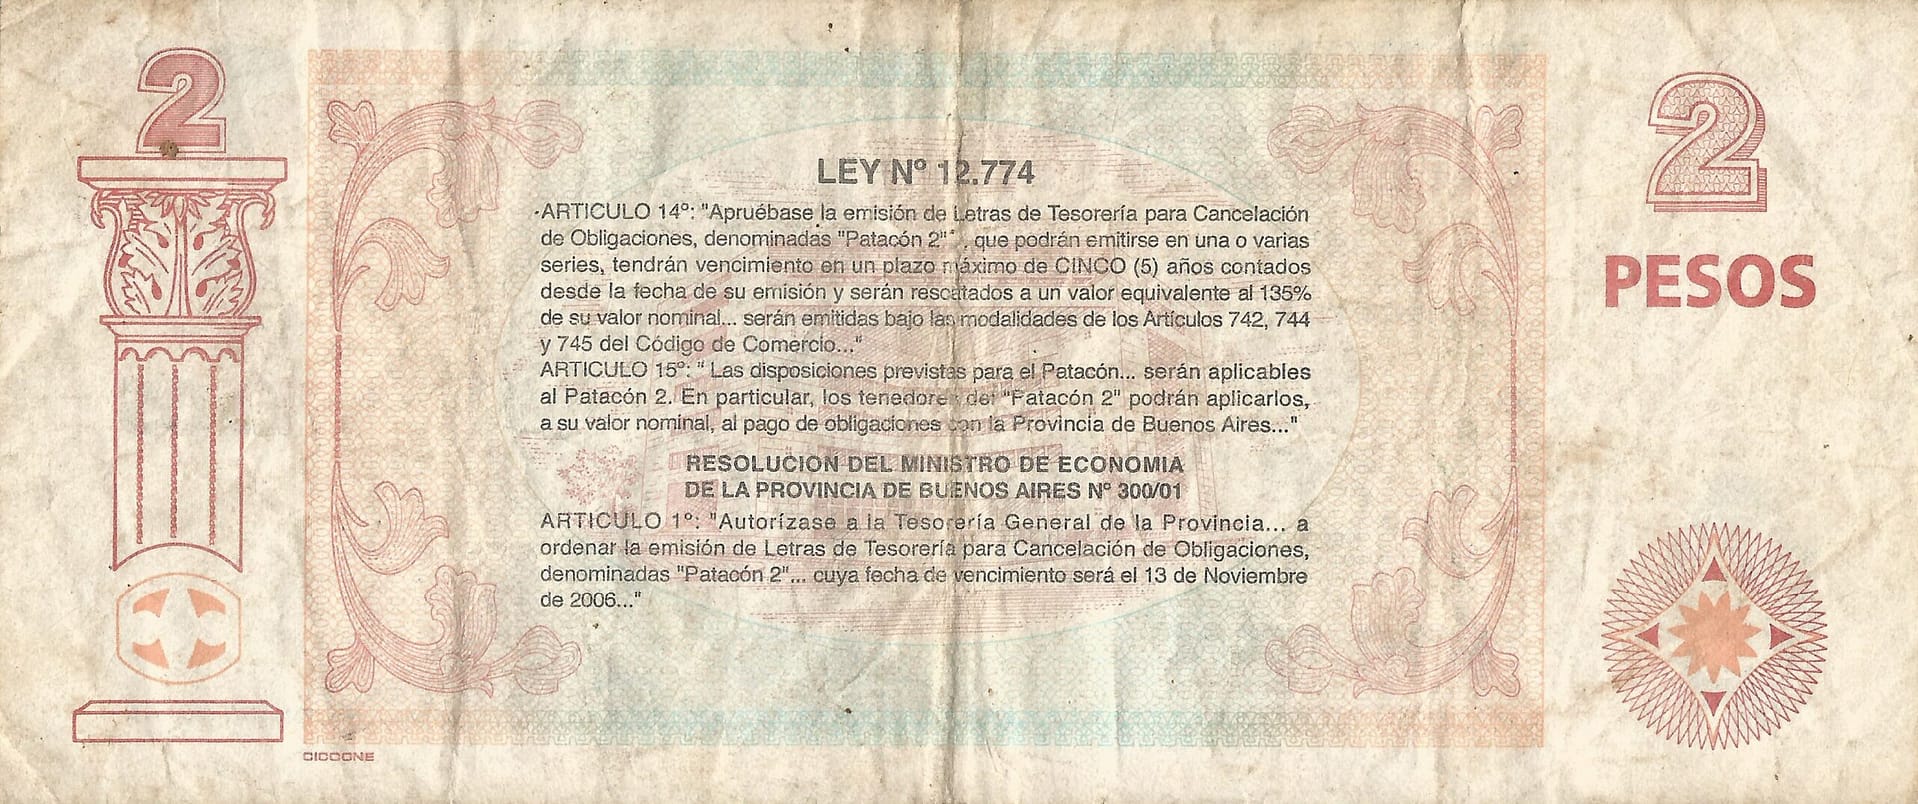 2
2
PESOS
LEY Nº 12.774
ARTICULO 14º: "Apruébase la emisión de Letras de Tesorería para Cancelación
de Obligaciones, denominadas "Patacón 2" , que podrán emitirse en una o varias
series, tendrán vencimiento en un plazo máximo de CINCO (5) años contados
desde la fecha de su emisión y serán rescatados a un valor equivalente al 135%
de su valor nominal... serán emitidas bajo las modalidades de los Artículos 742, 744
y 745 del Código de Comercio..."
ARTICULO 15º: " Las disposiciones previstas para el Patacón... serán aplicables
al Patacón 2. En particular, los tenedores del "Patacón 2" podrán aplicarlos,
a su valor nominal, al pago de obligaciones con la Provincia de Buenos Aires..."
RESOLUCION DEL MINISTRO DE ECONOMIA
DE LA PROVINCIA DE BUENOS AIRES Nº 300/01
ARTICULO 1º: "Autorízase a la Tesorería General de la Provincia... a
ordenar la emisión de Letras de Tesorería para Cancelación de Obligaciones,
denominadas "Patacón 2"... cuya fecha de vencimiento será el 13 de Noviembre
de 2006..."
CICCONE